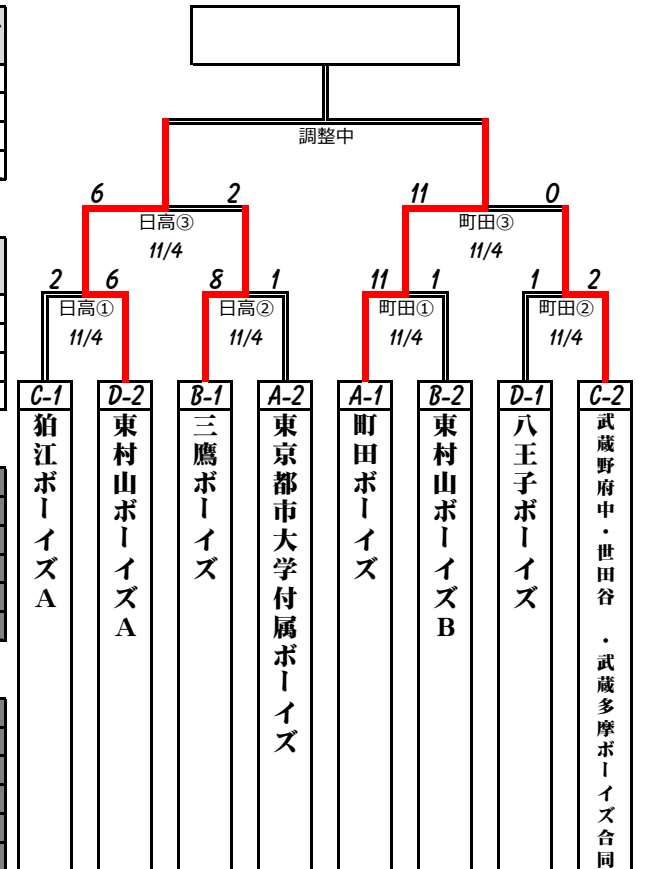 調整中
6 2 11 0
日高③ 町田③
11/4 11/4
2 6 8 1 11 1 1 2
日高① 日高② 町田① 町田②
11/4 11/4 11/4 11/4
C-1 D-2 B-1 A-2 A-1 B-2 D-1 C-2
狛江ボーイズA
東村山ボーイズA
三鷹ボーイズ
東京都市大学付属ボーイズ
町田ボーイズ
東村山ボーイズB
八王子ボーイズ
武蔵野府中・世田谷 ・武蔵多摩ボーイズ合同